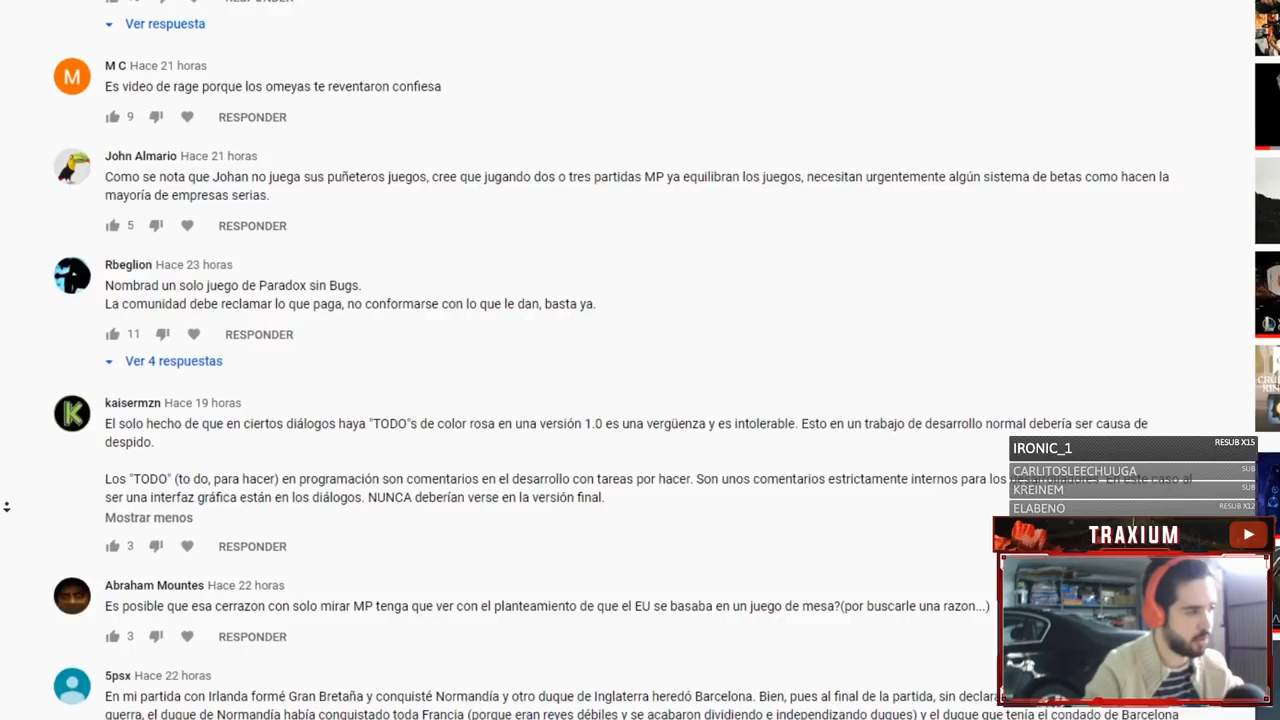 RESPONDER
Ver respuesta
M C Hace 21 horas
M
Es video de rage porque los omeyas te reventaron confiesa
9 RESPONDER
John Almario Hace 21 horas
Como se nota que Johan no juega sus puñeteros juegos, cree que jugando dos o tres partidas MP ya equilibran los juegos, necesitan urgentemente algún sistema de betas como hacen la
mayoría de empresas serias.
5 RESPONDER
Rbeglion Hace 23 horas
Nombrad un solo juego de Paradox sin Bugs.
La comunidad debe reclamar lo que paga, no conformarse con lo que le dan, basta ya.
11 RESPONDER
Ver 4 respuestas
kaisermzn Hace 19 horas
K
El solo hecho de que en ciertos diálogos haya "TODO"s de color rosa en una versión 1.0 es una vergüenza y es intolerable. Esto en un trabajo de desarrollo normal debería ser causa de
despido.
Los "TODO" (to do, para hacer) en programación son comentarios en el desarrollo con tareas por hacer. Son unos comentarios estrictamente internos para los desarrolladores. En este caso al
ser una interfaz gráfica están en los diálogos. NUNCA deberían verse en la versión final.
Mostrar menos
3 RESPONDER
Abraham Mountes Hace 22 horas
Es posible que esa cerrazon con solo mirar MP tenga que ver con el planteamiento de que el EU se basaba en un juego de mesa?(por buscarle una razon...)
3 RESPONDER
5psx Hace 22 horas
En mi partida con Irlanda formé Gran Bretaña y conquisté Normandía y otro duque de Inglaterra heredó Barcelona. Bien, pues al final de la partida, sin declara
guerra, el duque de Normandía había conquistado toda Francia (porque eran reyes débiles y se acabaron dividiendo e independizando duques) y el duque que tenía el condado de Barcelona
IRONIC_1 RESUB X15
CARLITOSLEECHUUGA SUB
KREINEM SUB
ELABENO RESUB X12
TRAXIUM